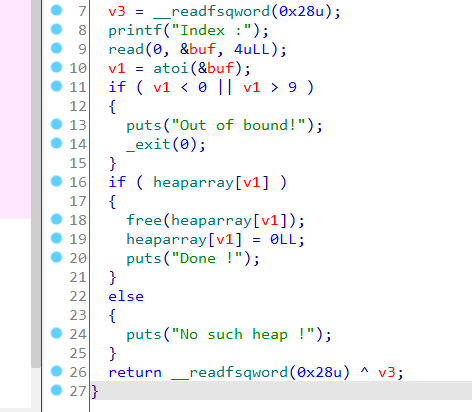 7 v3 = __readfsqword(0x28u);
8 printf("Index :");
9 read(0, &buf, 4uLL);
10 v1 = atoi(&buf);
11 if ( v1 < 0 || v1 > 9 )
12 {
13 puts("Out of bound!");
14 _exit(0);
15 }
16 if ( heaparray[v1] )
17 {
18 free(heaparray[v1]);
19 heaparray[v1] = 0LL;
20 puts("Done !");
21 }
22 else
23 {
24 puts("No such heap !");
25 }
26 return __readfsqword(0x28u) ^ v3;
27 }